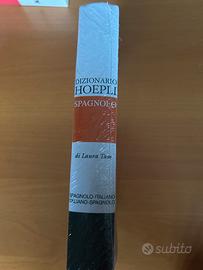 DIZIONARIO
HOEPLI
SPAGNOLO
di Laura Tam
SPAGNOLO-ITALIANO
ITALIANO-SPAGNOLO
subito